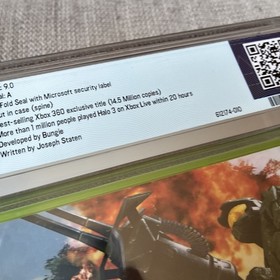 : 9.0
al: A
Fold Seal with Microsoft security label
ut in case (spine)
est-selling Xbox 360 exclusive title (14.5 Million copies)
More than 1 million people played Halo 3 on Xbox Live within 20 hours
Developed by Bungie
Written by Joseph Staten